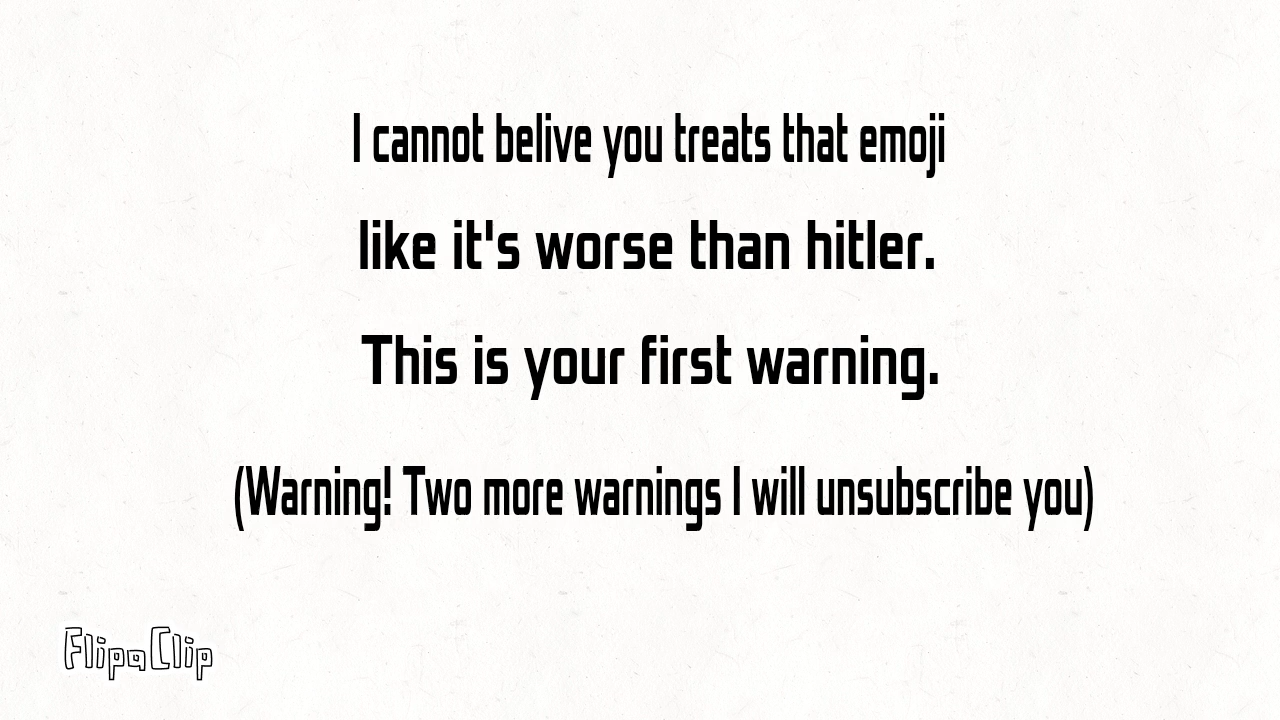 I cannot belive you treats that emoji
like it's worse than hitler.
This is your first warning.
(Warning! Two more warnings I will unsubscribe you)
FlipaClip